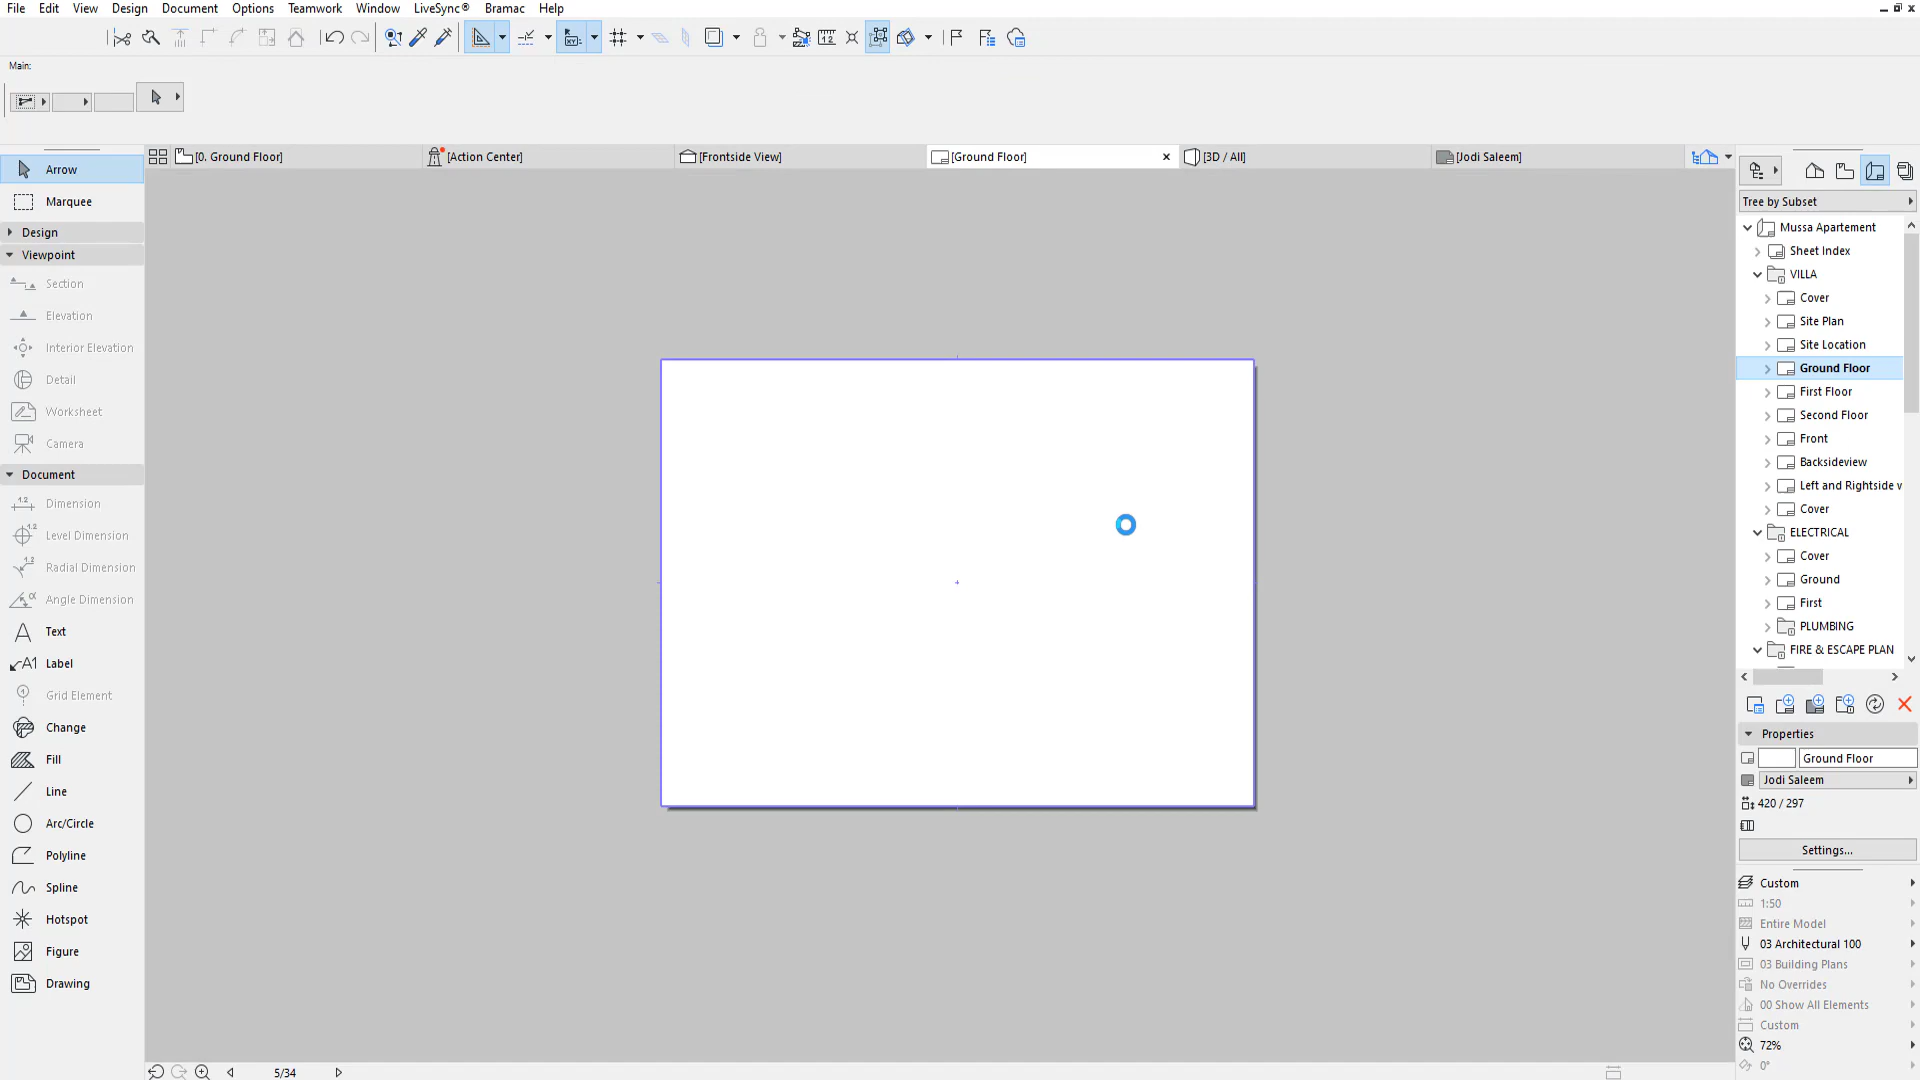 File Edit View Design Document Options Teamwork Window LiveSync® Bramac Help
Main:
[0. Ground Floor] [Action Center] [Frontside View] [Ground Floor] [3D / All] [Jodi Saleem]
Arrow
Marquee
Design
Viewpoint
Section
Elevation
Interior Elevation
Detail
Worksheet
Camera
Document
Dimension
Level Dimension
Radial Dimension
Angle Dimension
Text
Label
Grid Element
Change
Fill
Line
Arc/Circle
Polyline
Spline
Hotspot
Figure
Drawing
5/34
Tree by Subset
Mussa Apartement
Sheet Index
VILLA
Cover
Site Plan
Site Location
Ground Floor
First Floor
Second Floor
Front
Backsideview
Left and Rightside v
Cover
ELECTRICAL
Cover
Ground
First
PLUMBING
FIRE & ESCAPE PLAN
Properties
Ground Floor
Jodi Saleem
420 / 297
Settings...
Custom
1:50
Entire Model
03 Architectural 100
03 Building Plans
No Overrides
00 Show All Elements
Custom
72%
0°